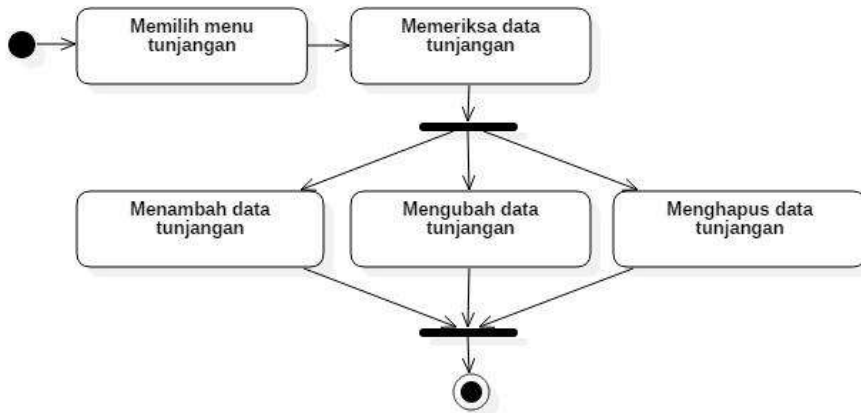 Memilih menu
tunjangan
Memeriksa data
tunjangan
Menambah data
tunjangan
Mengubah data
tunjangan
Menghapus data
tunjangan